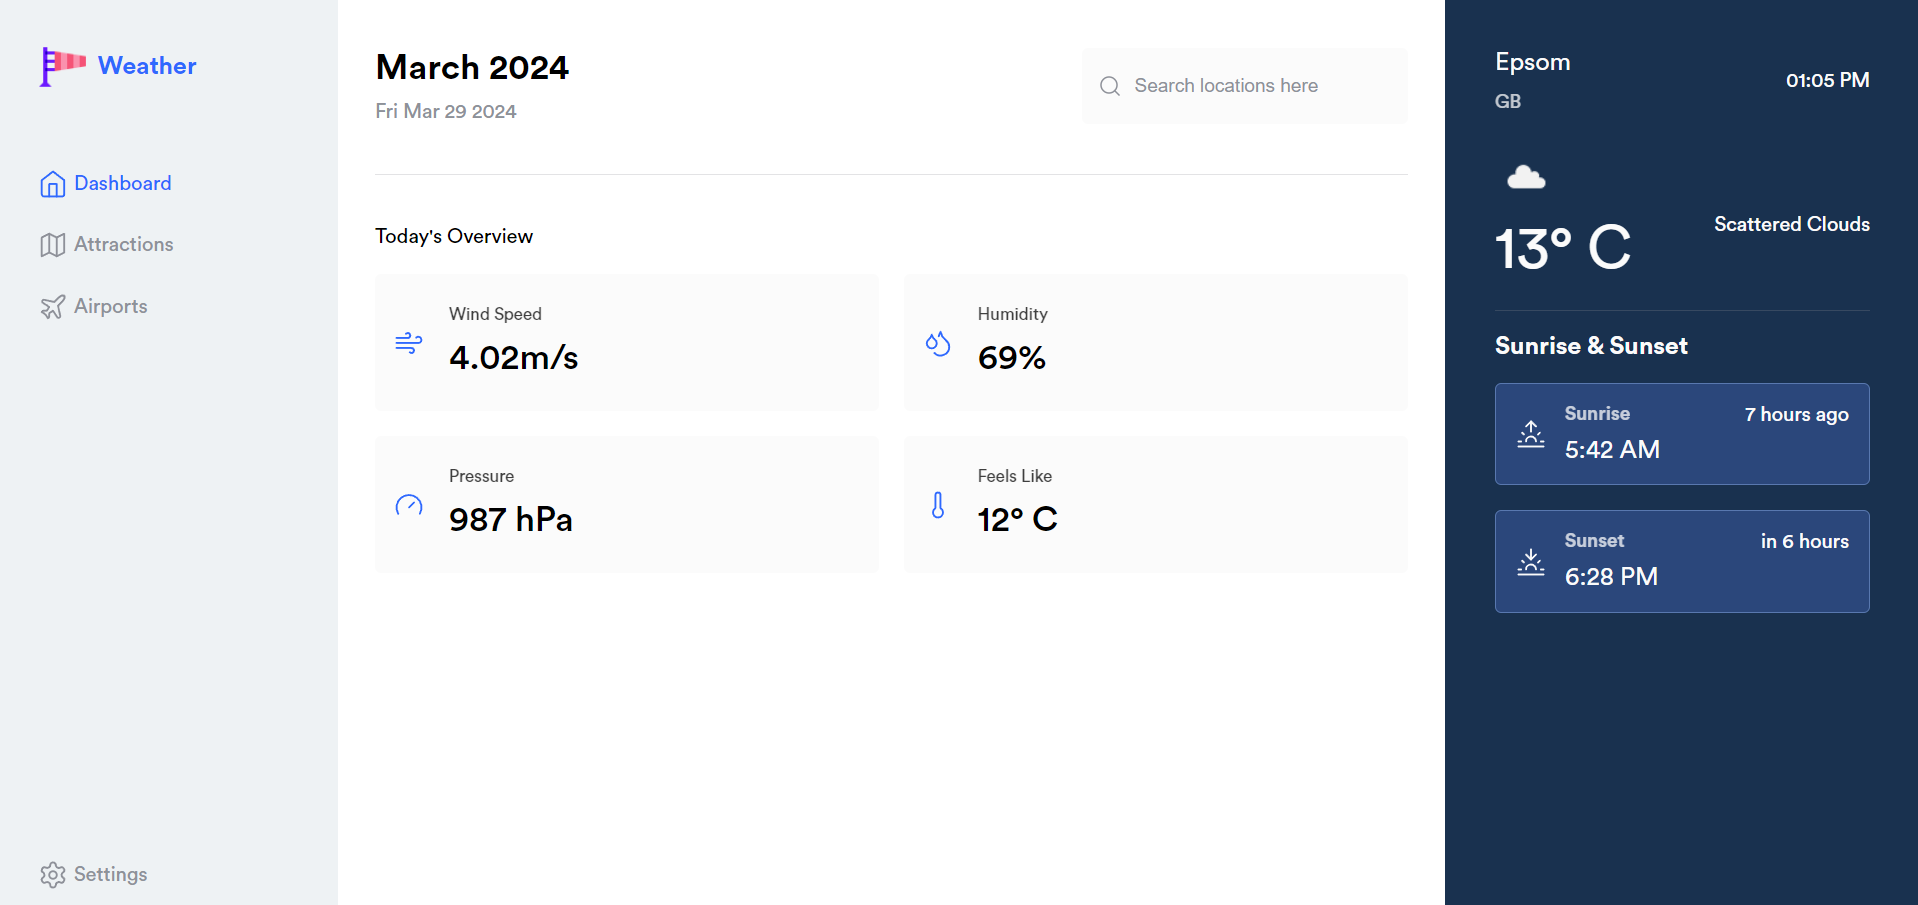 Weather
Dashboard
Attractions
Airports
Settings
March 2024
Fri Mar 29 2024
Search locations here
Today's Overview
Wind Speed
4.02m/s
Humidity
69%
Pressure
987 hPa
Feels Like
12° C
Epsom
GB
01:05 PM
13° C
Scattered Clouds
Sunrise & Sunset
Sunrise
5:42 AM
7 hours ago
Sunset
6:28 PM
in 6 hours